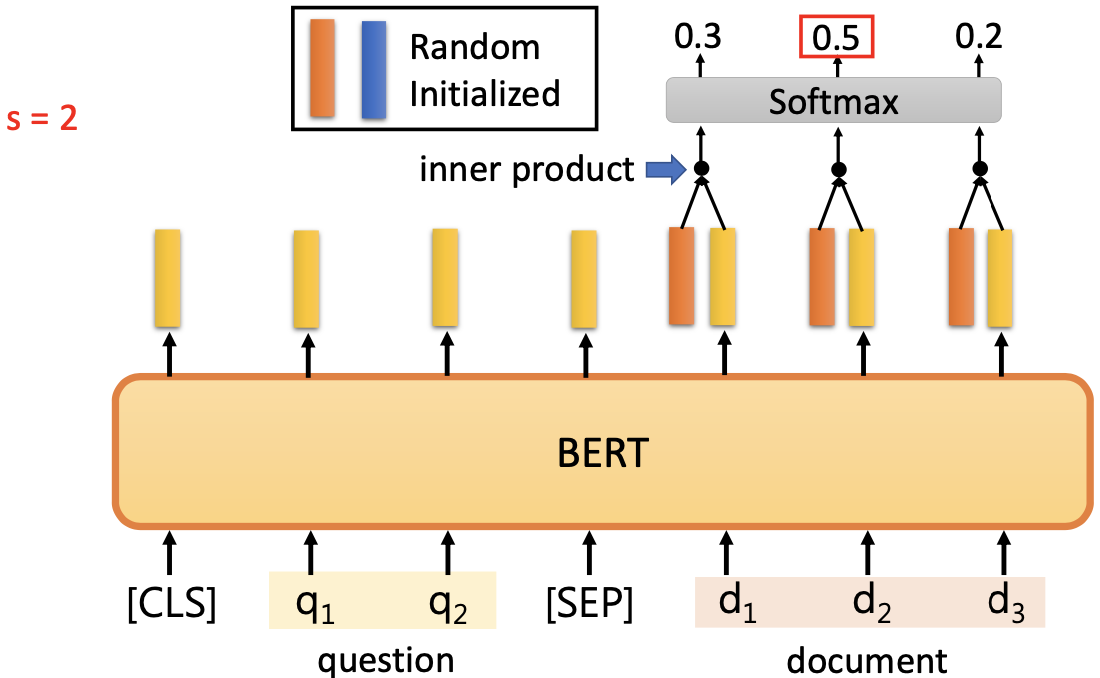 Random
Initialized
0.3 0.5 0.2
s = 2
Softmax
inner product
BERT
[CLS] q₁ q₂ [SEP] d₁ d₂ d₃
question document